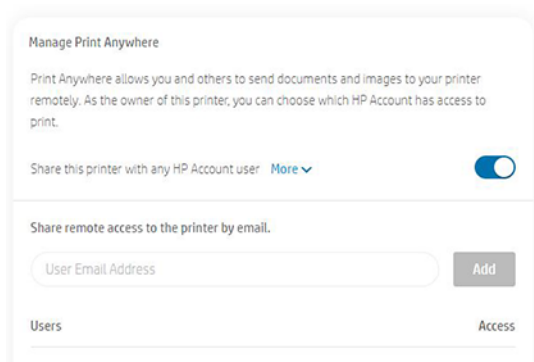 Manage Print Anywhere
Print Anywhere allows you and others to send documents and images to your printer
remotely. As the owner of this printer, you can choose which HP Account has access to
print.
Share this printer with any HP Account user More
Share remote access to the printer by email.
User Email Address Add
Users Access